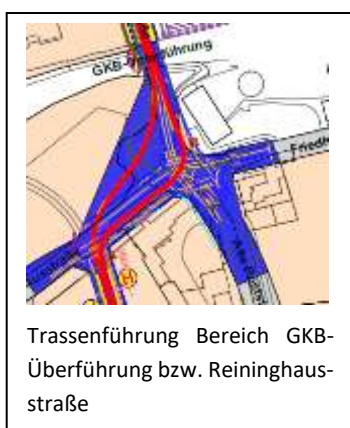 GKB-Überführung
Friedh
Trassenführung Bereich GKB-
Überführung bzw. Reininghaus-
straße